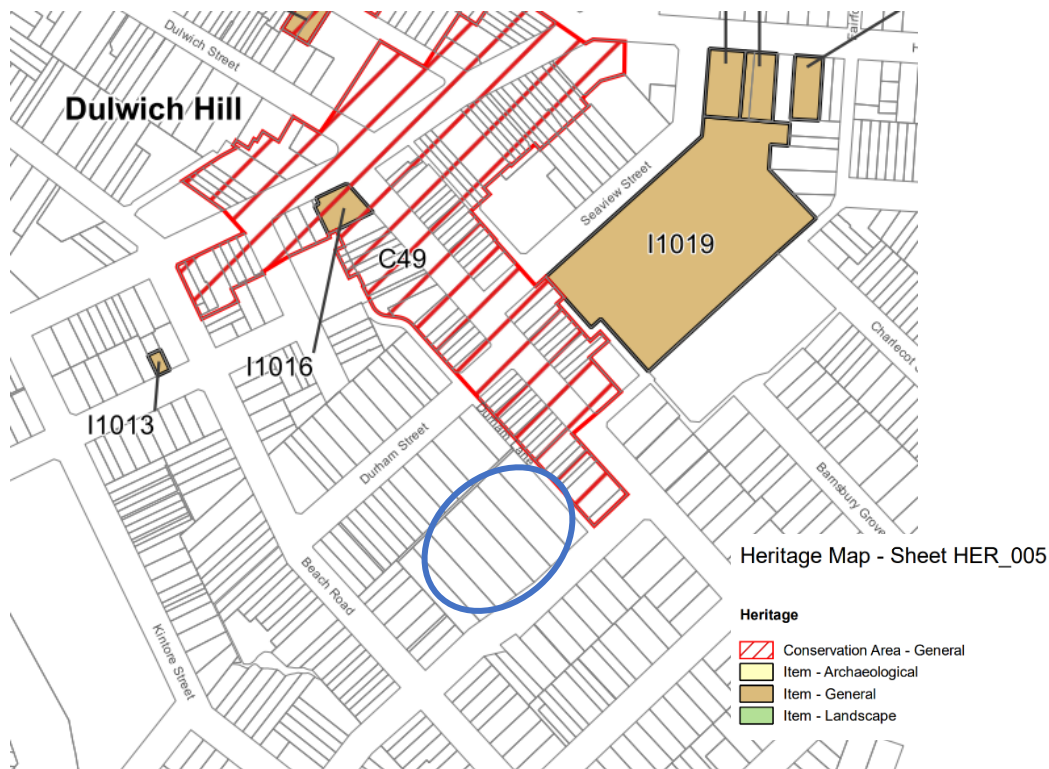 Dulwich Street
Dulwich Hill
Seaview Street
I1019
C49
I1016
I1013
Charlecot
Durham Street
Durham Lane
Barnsbury Grove
Beach Road
Kintore Street
Heritage Map - Sheet HER_005
Heritage
Conservation Area - General
Item - Archaeological
Item - General
Item - Landscape